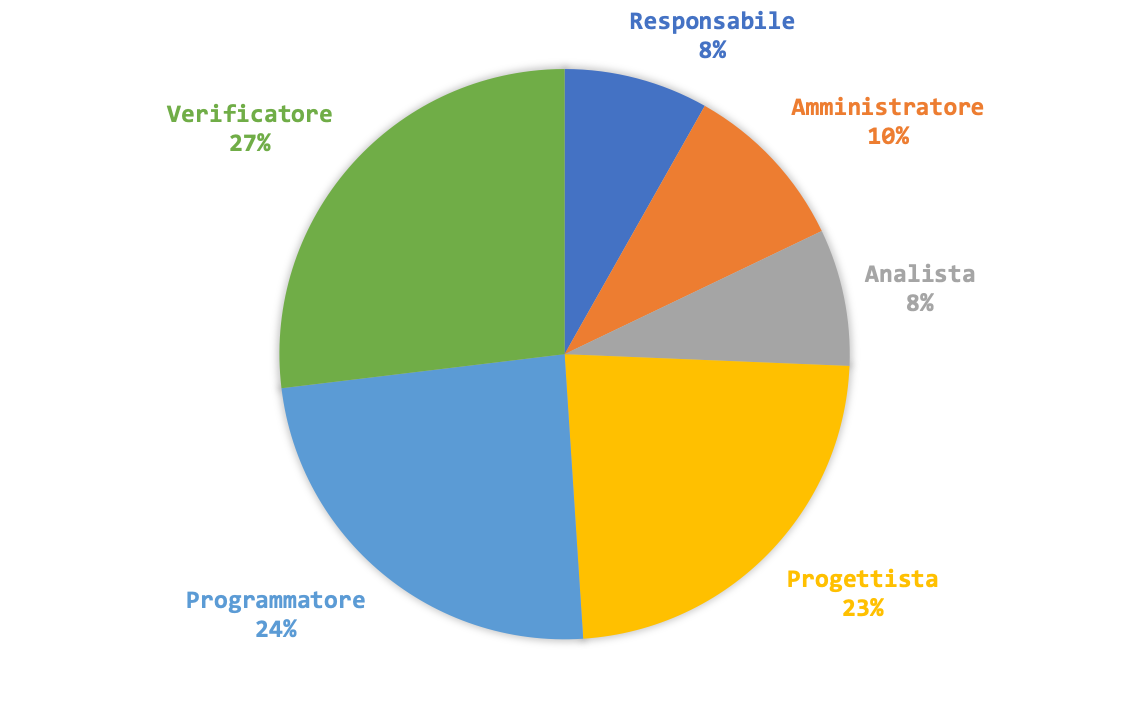 Responsabile
8%
Amministratore
10%
Analista
8%
Progettista
23%
Programmatore
24%
Verificatore
27%